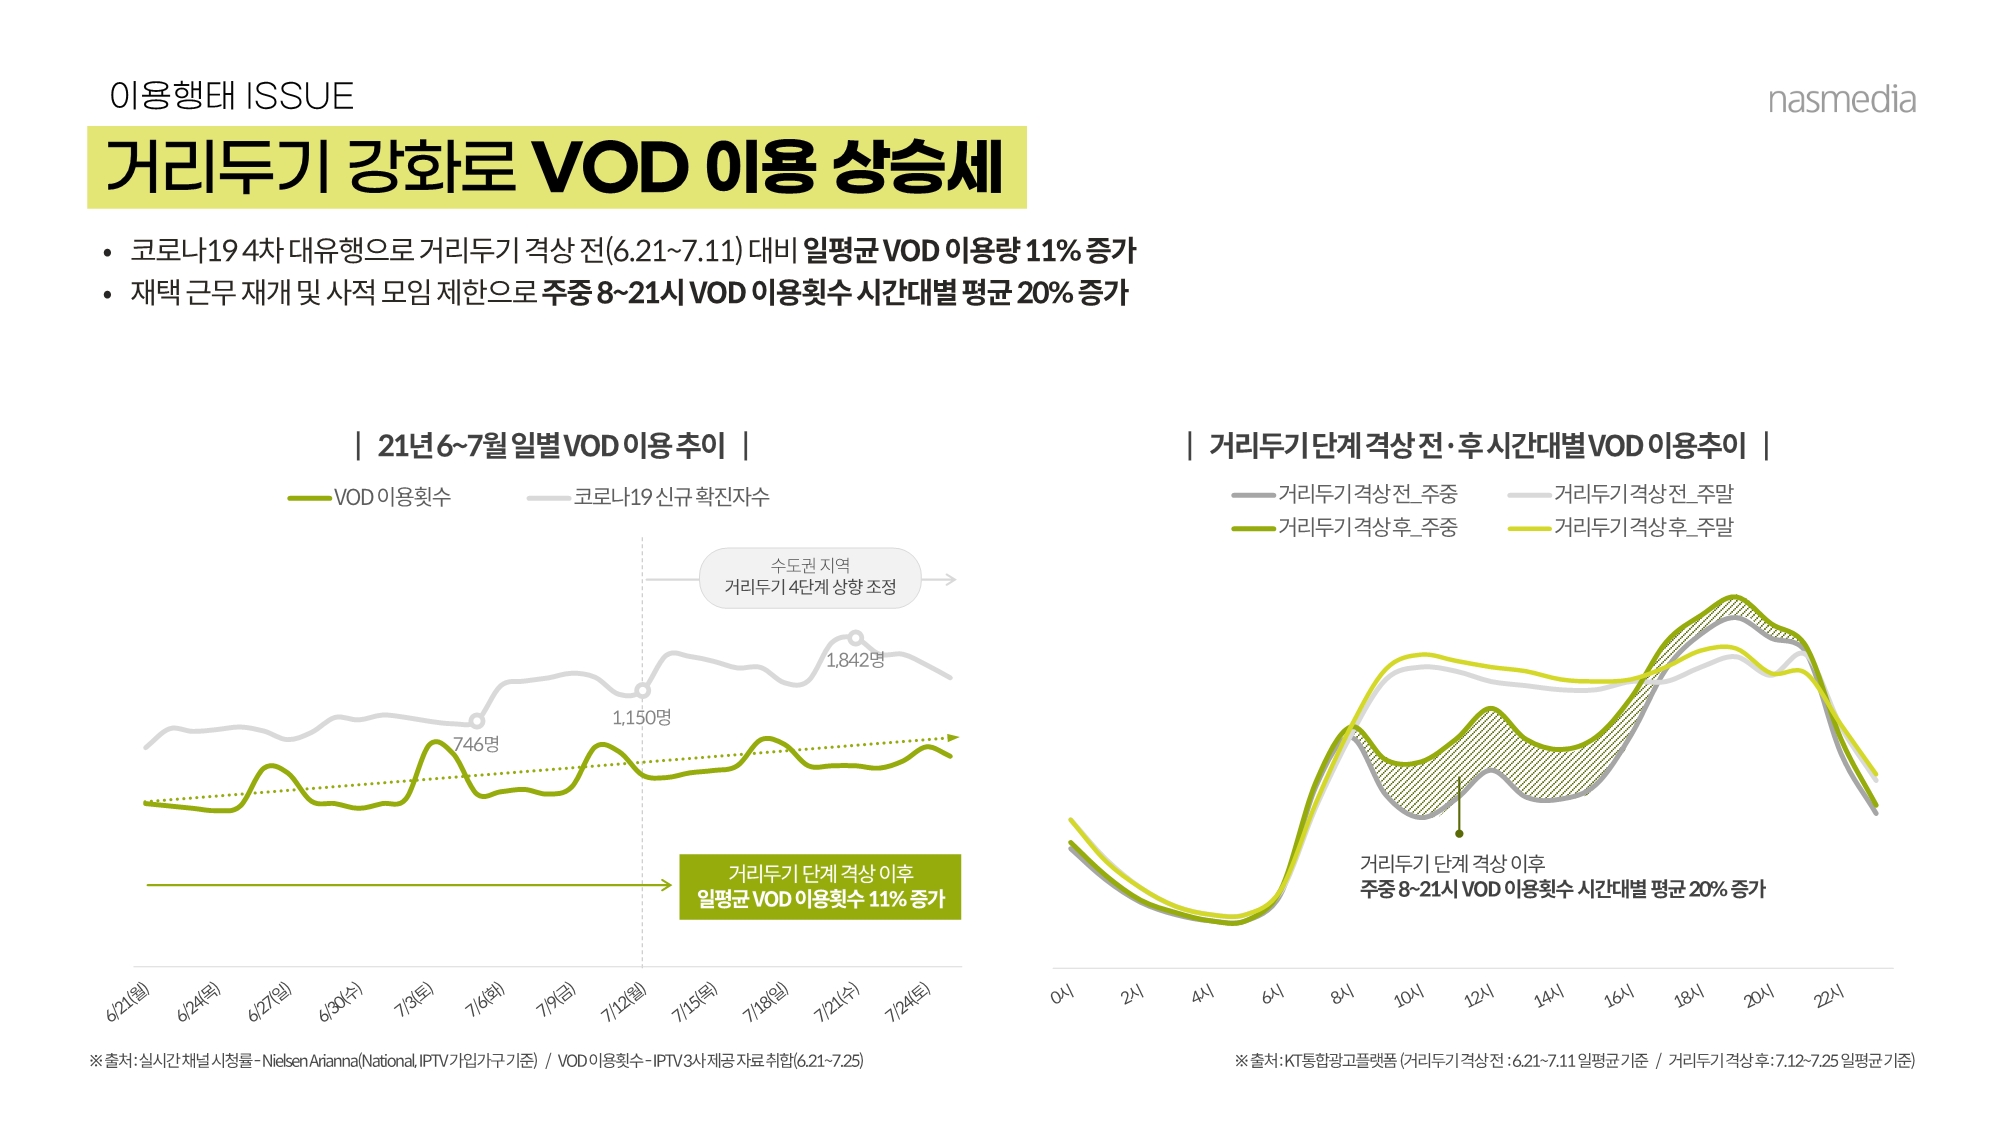 이용행태 ISSUE
nasmedia
거리두기 강화로 VOD 이용 상승세
• 코로나19 4차 대유행으로 거리두기 격상 전(6.21~7.11) 대비 일평균 VOD 이용량 11% 증가
• 재택 근무 재개 및 사적 모임 제한으로 주중 8~21시 VOD 이용횟수 시간대별 평균 20% 증가
| 21년 6~7월 일별 VOD 이용 추이 |
VOD 이용횟수 코로나19 신규 확진자수
수도권 지역
거리두기 4단계 상향 조정
1,842명
1,150명
746명
거리두기 단계 격상 이후
일평균 VOD 이용횟수 11% 증가
6/21(월) 6/24(목) 6/27(일) 6/30(수) 7/3(토) 7/6(화) 7/9(금) 7/12(월) 7/15(목) 7/18(일) 7/21(수) 7/24(토)
※ 출처 : 실시간 채널 시청률 - Nielsen Arianna(National, IPTV 가입가구 기준) / VOD 이용횟수 - IPTV 3사 제공 자료 취합(6.21~7.25)
| 거리두기 단계 격상 전·후 시간대별 VOD 이용추이 |
거리두기 격상 전_주중 거리두기 격상 전_주말
거리두기 격상 후_주중 거리두기 격상 후_주말
거리두기 단계 격상 이후
주중 8~21시 VOD 이용횟수 시간대별 평균 20% 증가
0시 2시 4시 6시 8시 10시 12시 14시 16시 18시 20시 22시
※ 출처 : KT통합광고플랫폼 (거리두기 격상 전 : 6.21~7.11 일평균 기준 / 거리두기 격상 후 : 7.12~7.25 일평균 기준)